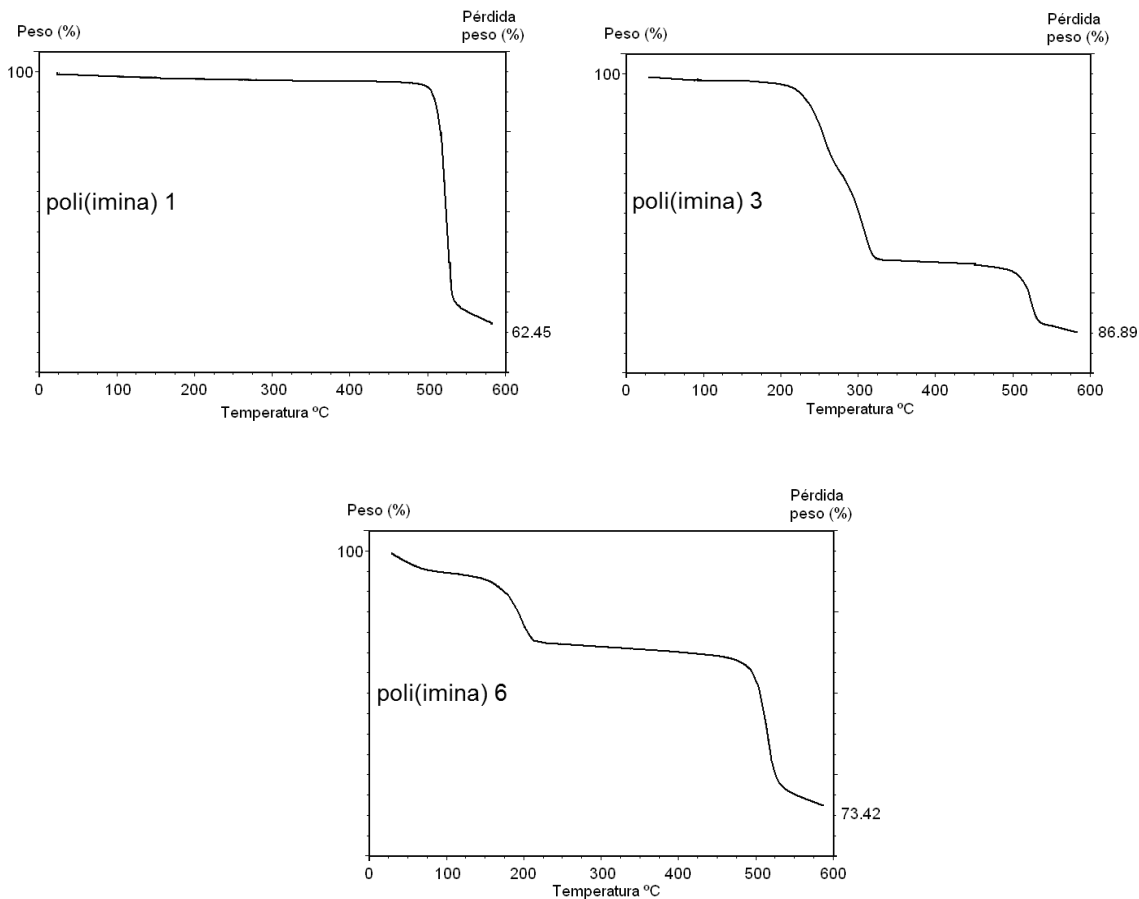 Peso (%)
Pérdida
peso (%)
100
poli(imina) 1
62.45
0 100 200 300 400 500 600
Temperatura ºC
Peso (%)
Pérdida
peso (%)
100
poli(imina) 3
86.89
0 100 200 300 400 500 600
Temperatura ºC
Peso (%)
Pérdida
peso (%)
100
poli(imina) 6
73.42
0 100 200 300 400 500 600
Temperatura ºC